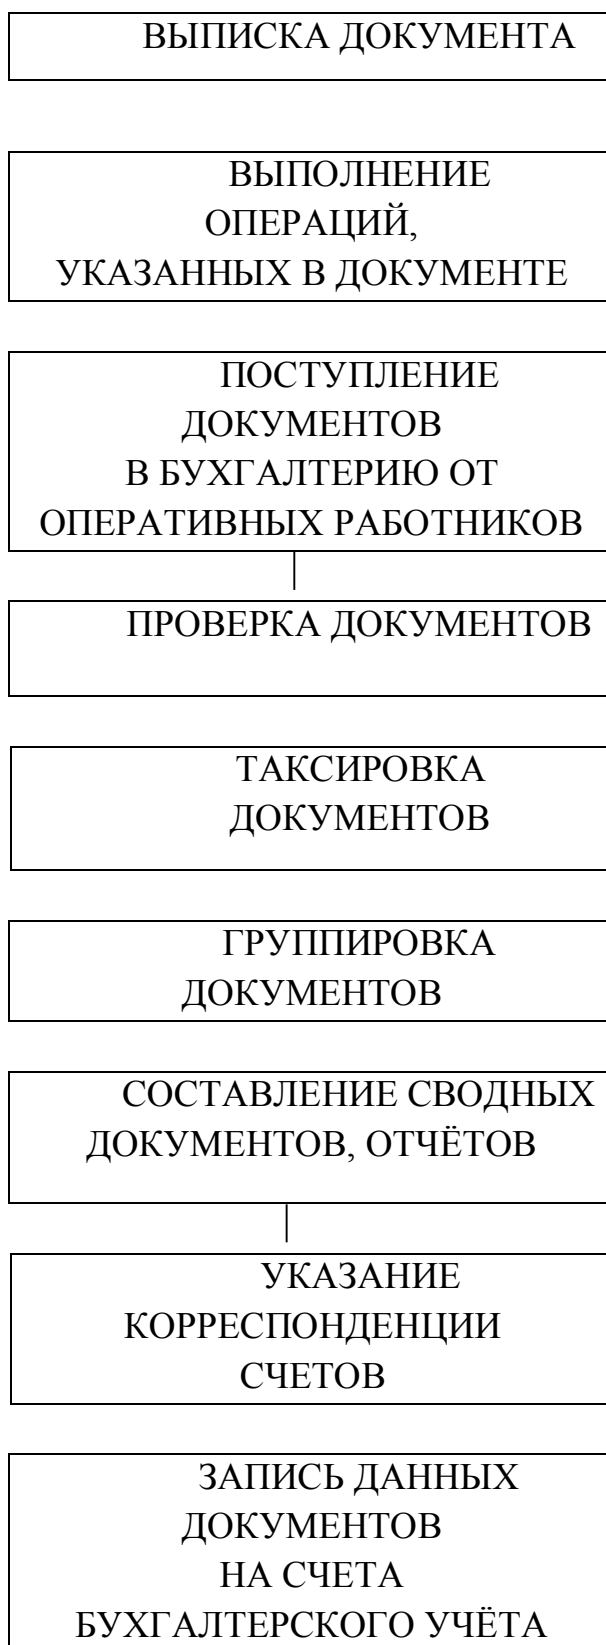 ВЫПИСКА ДОКУМЕНТА
ВЫПОЛНЕНИЕ
ОПЕРАЦИЙ,
УКАЗАННЫХ В ДОКУМЕНТЕ
ПОСТУПЛЕНИЕ
ДОКУМЕНТОВ
В БУХГАЛТЕРИЮ ОТ
ОПЕРАТИВНЫХ РАБОТНИКОВ
ПРОВЕРКА ДОКУМЕНТОВ
ТАКСИРОВКА
ДОКУМЕНТОВ
ГРУППИРОВКА
ДОКУМЕНТОВ
СОСТАВЛЕНИЕ СВОДНЫХ
ДОКУМЕНТОВ, ОТЧЁТОВ
УКАЗАНИЕ
КОРРЕСПОНДЕНЦИИ
СЧЕТОВ
ЗАПИСЬ ДАННЫХ
ДОКУМЕНТОВ
НА СЧЕТА
БУХГАЛТЕРСКОГО УЧЁТА